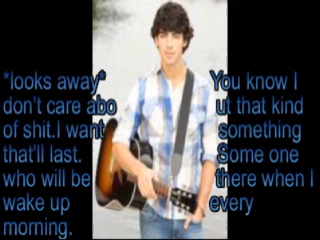 *looks away* You know I
don't care abo ut that kind
of shit.I want something
that'll last. Some one
who will be there when I
wake up every
morning.